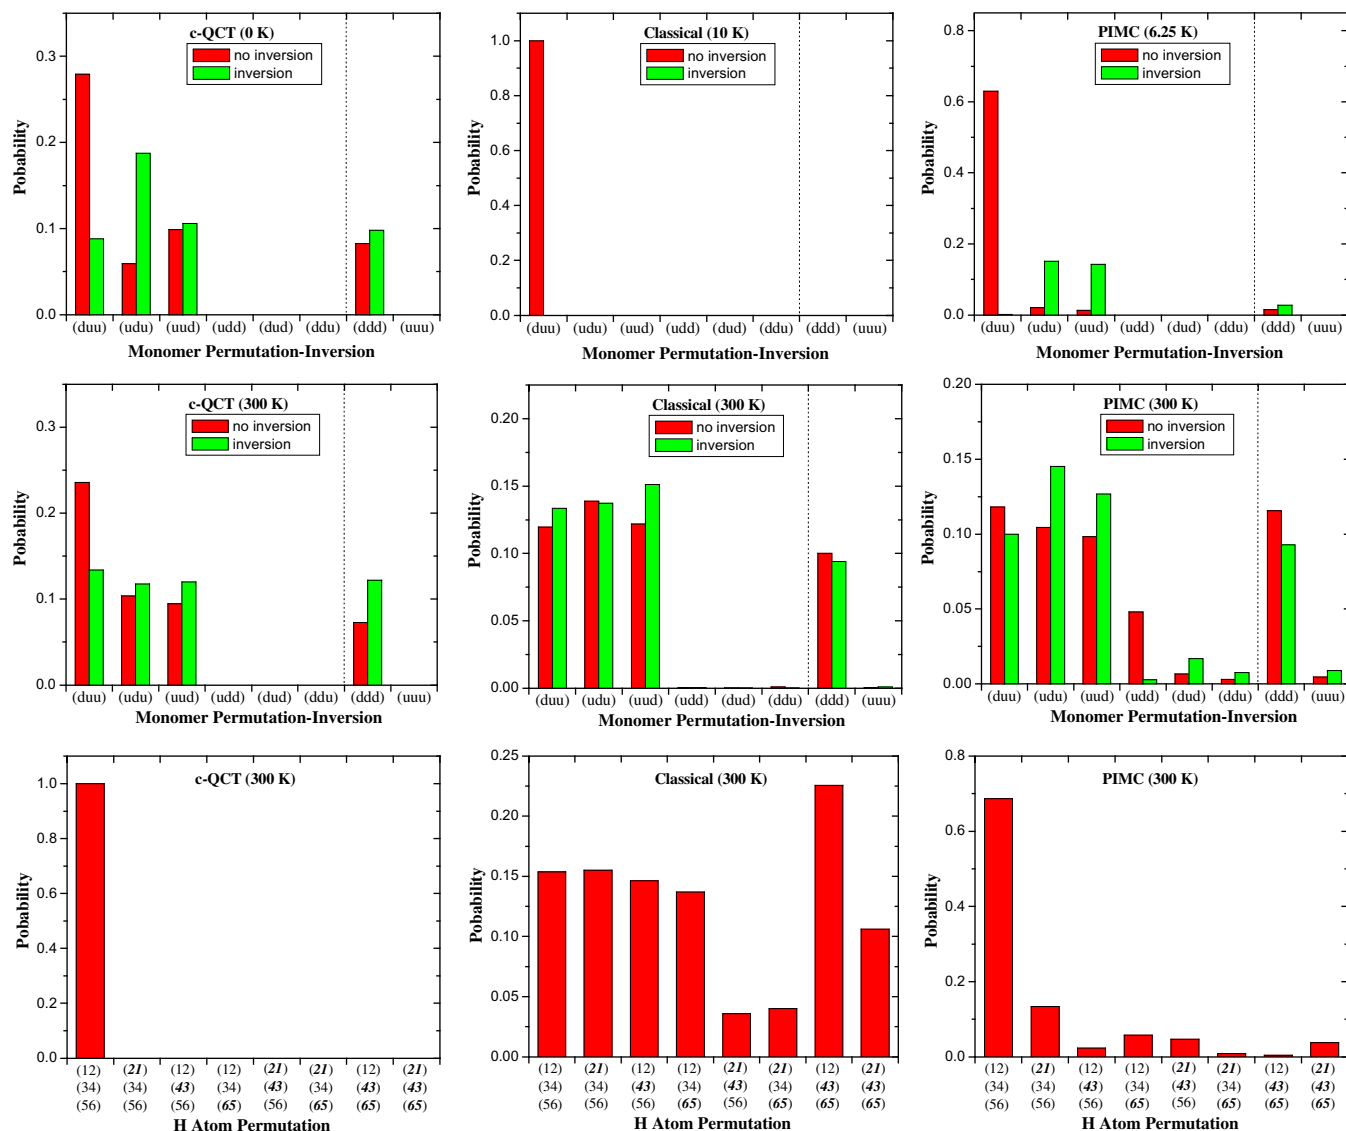 c-QCT (0 K)
no inversion
inversion
0.3
0.2
0.1
0.0
Pobability
(duu) (udu) (uud) (udd) (dud) (ddu) (ddd) (uuu)
Monomer Permutation-Inversion
Classical (10 K)
no inversion
inversion
1.0
0.8
0.6
0.4
0.2
0.0
Pobability
(duu) (udu) (uud) (udd) (dud) (ddu) (ddd) (uuu)
Monomer Permutation-Inversion
PIMC (6.25 K)
no inversion
inversion
0.8
0.6
0.4
0.2
0.0
Pobability
(duu) (udu) (uud) (udd) (dud) (ddu) (ddd) (uuu)
Monomer Permutation-Inversion
c-QCT (300 K)
no inversion
inversion
0.3
0.2
0.1
0.0
Pobability
(duu) (udu) (uud) (udd) (dud) (ddu) (ddd) (uuu)
Monomer Permutation-Inversion
Classical (300 K)
no inversion
inversion
0.20
0.15
0.10
0.05
0.00
Pobability
(duu) (udu) (uud) (udd) (dud) (ddu) (ddd) (uuu)
Monomer Permutation-Inversion
PIMC (300 K)
no inversion
inversion
0.20
0.15
0.10
0.05
0.00
Pobability
(duu) (udu) (uud) (udd) (dud) (ddu) (ddd) (uuu)
Monomer Permutation-Inversion
c-QCT (300 K)
1.0
0.8
0.6
0.4
0.2
0.0
Pobability
(12) (21) (12) (12) (21) (21) (12) (21)
(34) (34) (43) (34) (43) (34) (43) (43)
(56) (56) (56) (65) (56) (65) (65) (65)
H Atom Permutation
Classical (300 K)
0.25
0.20
0.15
0.10
0.05
0.00
Pobability
(12) (21) (12) (12) (21) (21) (12) (21)
(34) (34) (43) (34) (43) (34) (43) (43)
(56) (56) (56) (65) (56) (65) (65) (65)
H Atom Permutation
PIMC (300 K)
0.8
0.6
0.4
0.2
0.0
Pobability
(12) (21) (12) (12) (21) (21) (12) (21)
(34) (34) (43) (34) (43) (34) (43) (43)
(56) (56) (56) (65) (56) (65) (65) (65)
H Atom Permutation